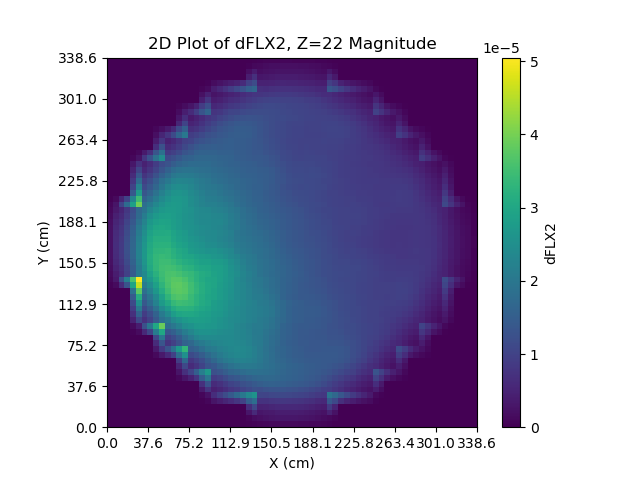 2D Plot of dFLX2, Z=22 Magnitude
1e−5
338.6
301.0
263.4
225.8
188.1
150.5
112.9
75.2
37.6
0.0
Y (cm)
0.0 37.6 75.2 112.9 150.5 188.1 225.8 263.4 301.0 338.6
X (cm)
5
4
3
2
1
0
dFLX2